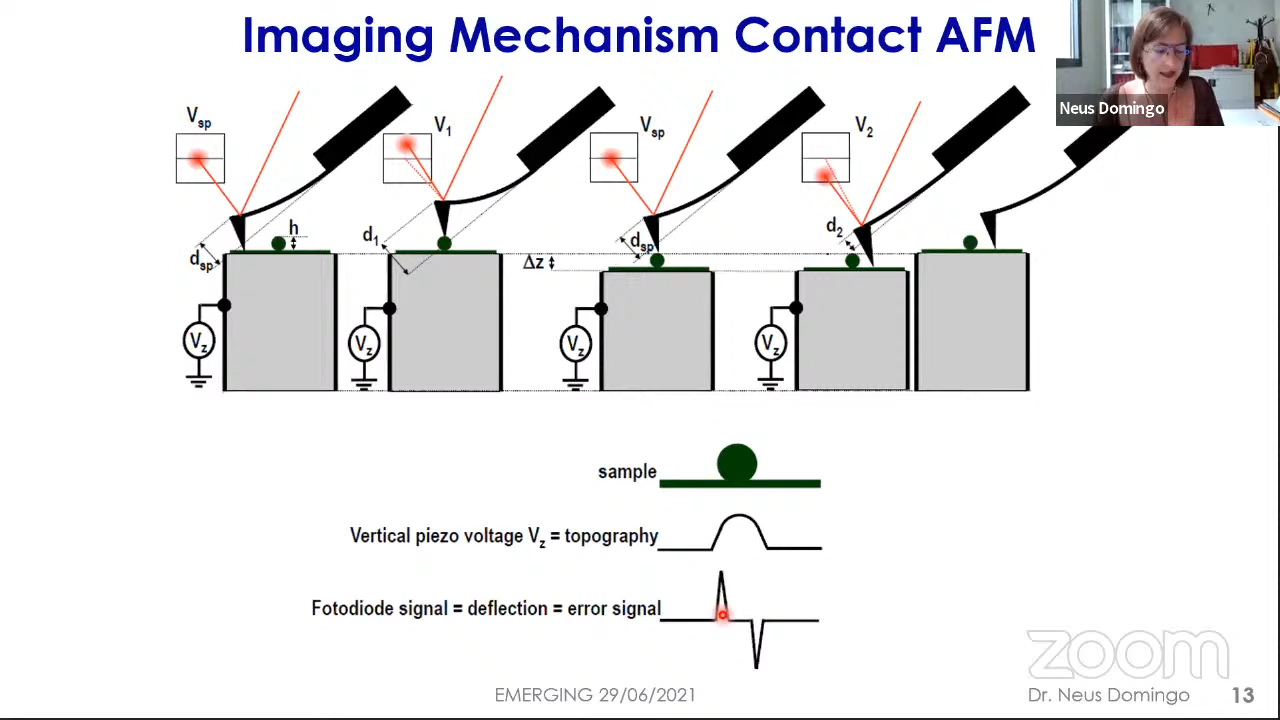 Imaging Mechanism Contact AFM
Neus Domingo
Vsp
V1
Vsp
V2
h
dsp
d1
dsp
d2
Δz
Vz
Vz
Vz
Vz
sample
Vertical piezo voltage Vz = topography
Fotodiode signal = deflection = error signal
zoom
EMERGING 29/06/2021
Dr. Neus Domingo
13